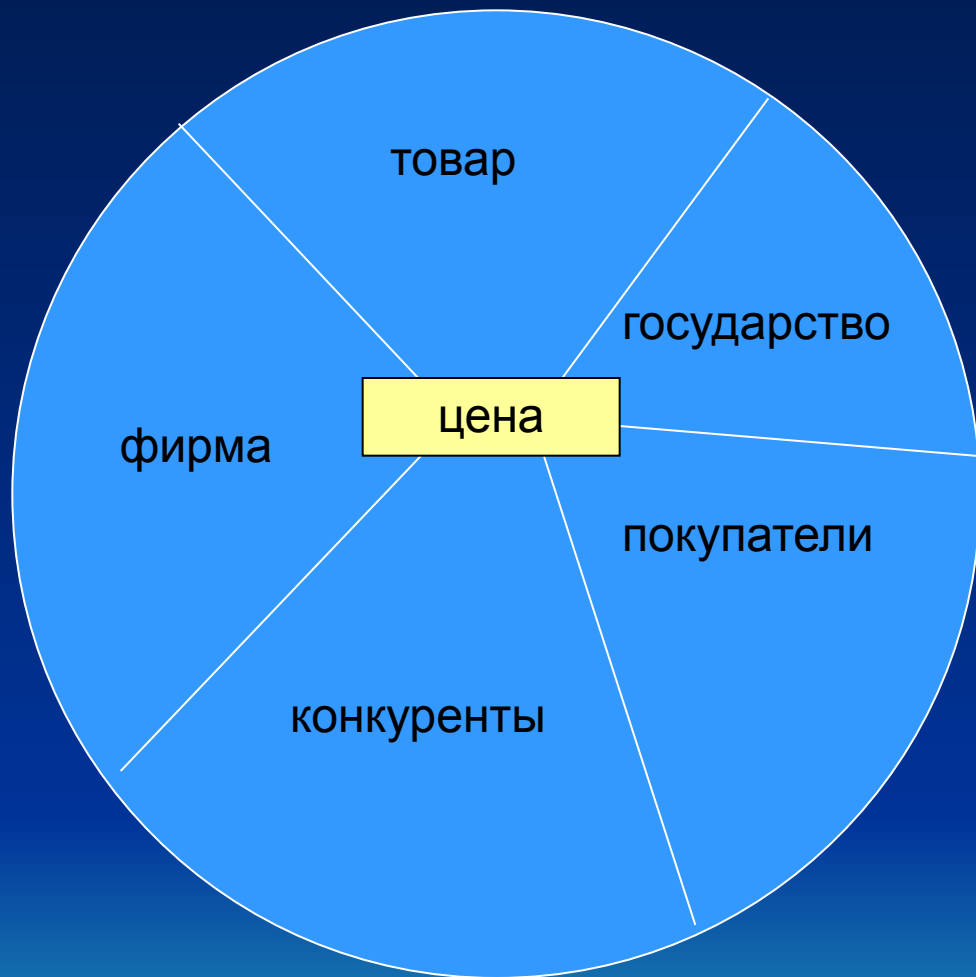 товар
государство
цена
фирма
покупатели
конкуренты